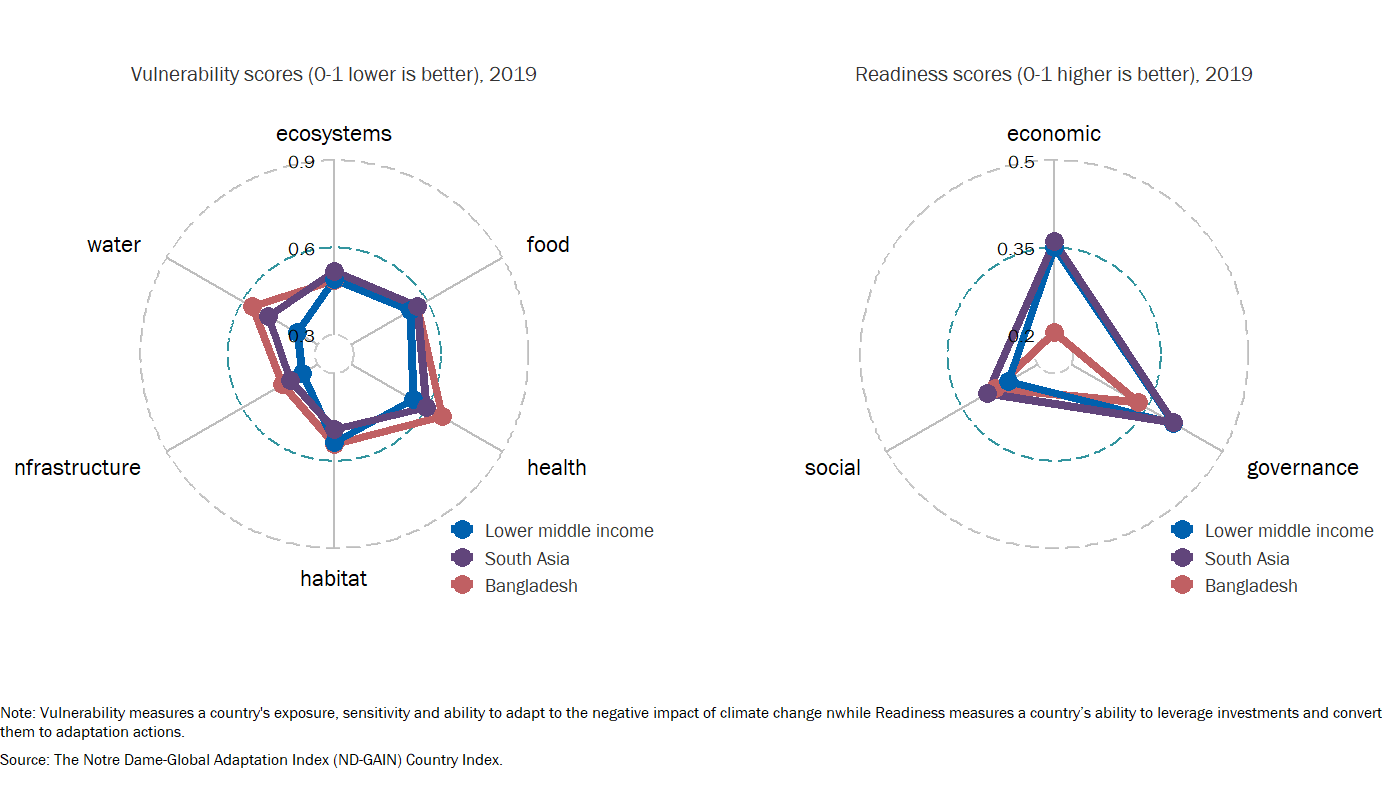 Vulnerability scores (0-1 lower is better), 2019
ecosystems
0.9
water
0.6
food
0.3
nfrastructure
health
habitat
Lower middle income
South Asia
Bangladesh
Readiness scores (0-1 higher is better), 2019
economic
0.5
0.35
0.2
social
governance
Lower middle income
South Asia
Bangladesh
Note: Vulnerability measures a country's exposure, sensitivity and ability to adapt to the negative impact of climate change nwhile Readiness measures a country’s ability to leverage investments and convert
them to adaptation actions.
Source: The Notre Dame-Global Adaptation Index (ND-GAIN) Country Index.